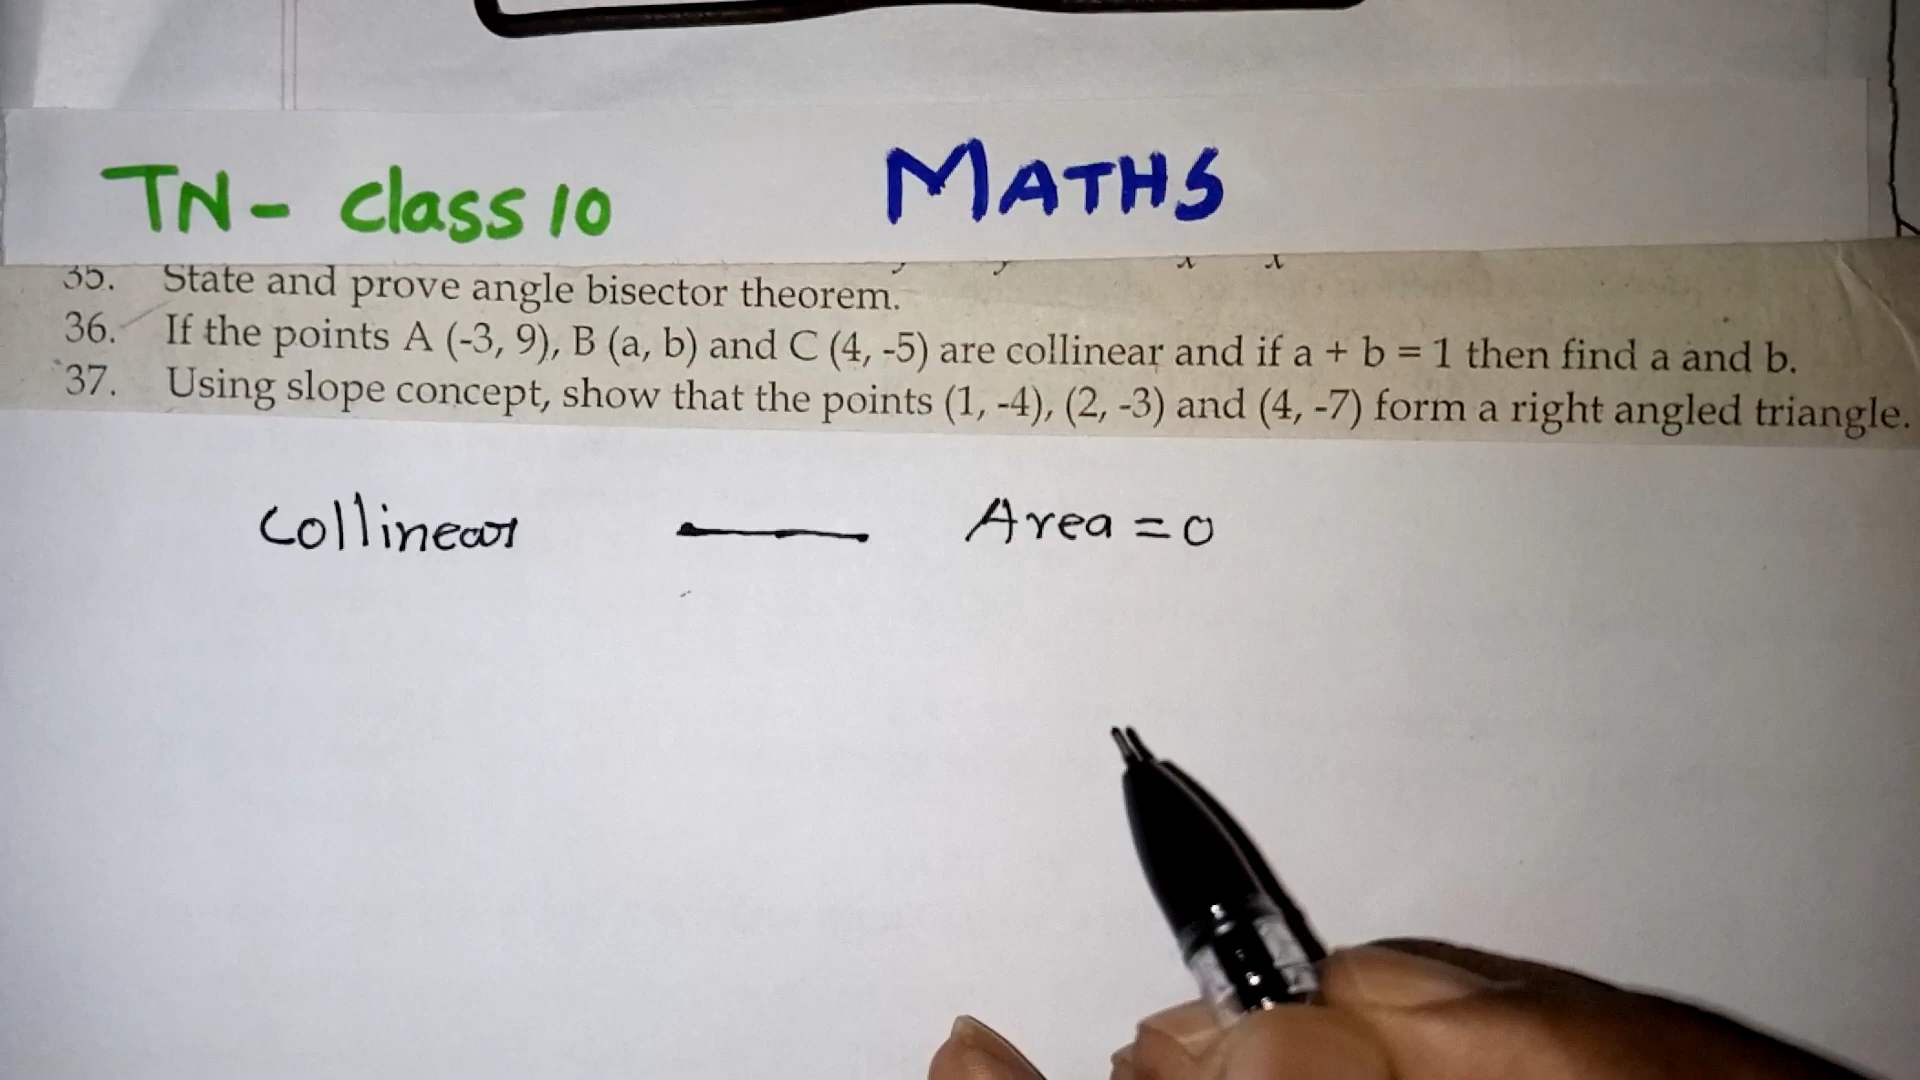 TN - Class 10 MATHS
35. State and prove angle bisector theorem.
36. If the points A (-3, 9), B (a, b) and C (4, -5) are collinear and if a + b = 1 then find a and b.
37. Using slope concept, show that the points (1, -4), (2, -3) and (4, -7) form a right angled triangle.
Collinear Area = 0